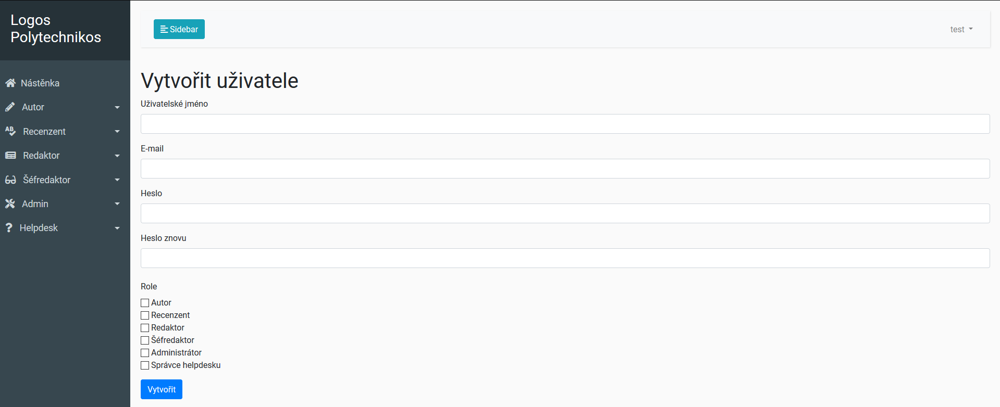 Logos
Polytechnikos
Sidebar
test
Nástěnka
Autor
Recenzent
Redaktor
Šéfredaktor
Admin
Helpdesk
Vytvořit uživatele
Uživatelské jméno
E-mail
Heslo
Heslo znovu
Role
Autor
Recenzent
Redaktor
Šéfredaktor
Administrátor
Správce helpdesku
Vytvořit